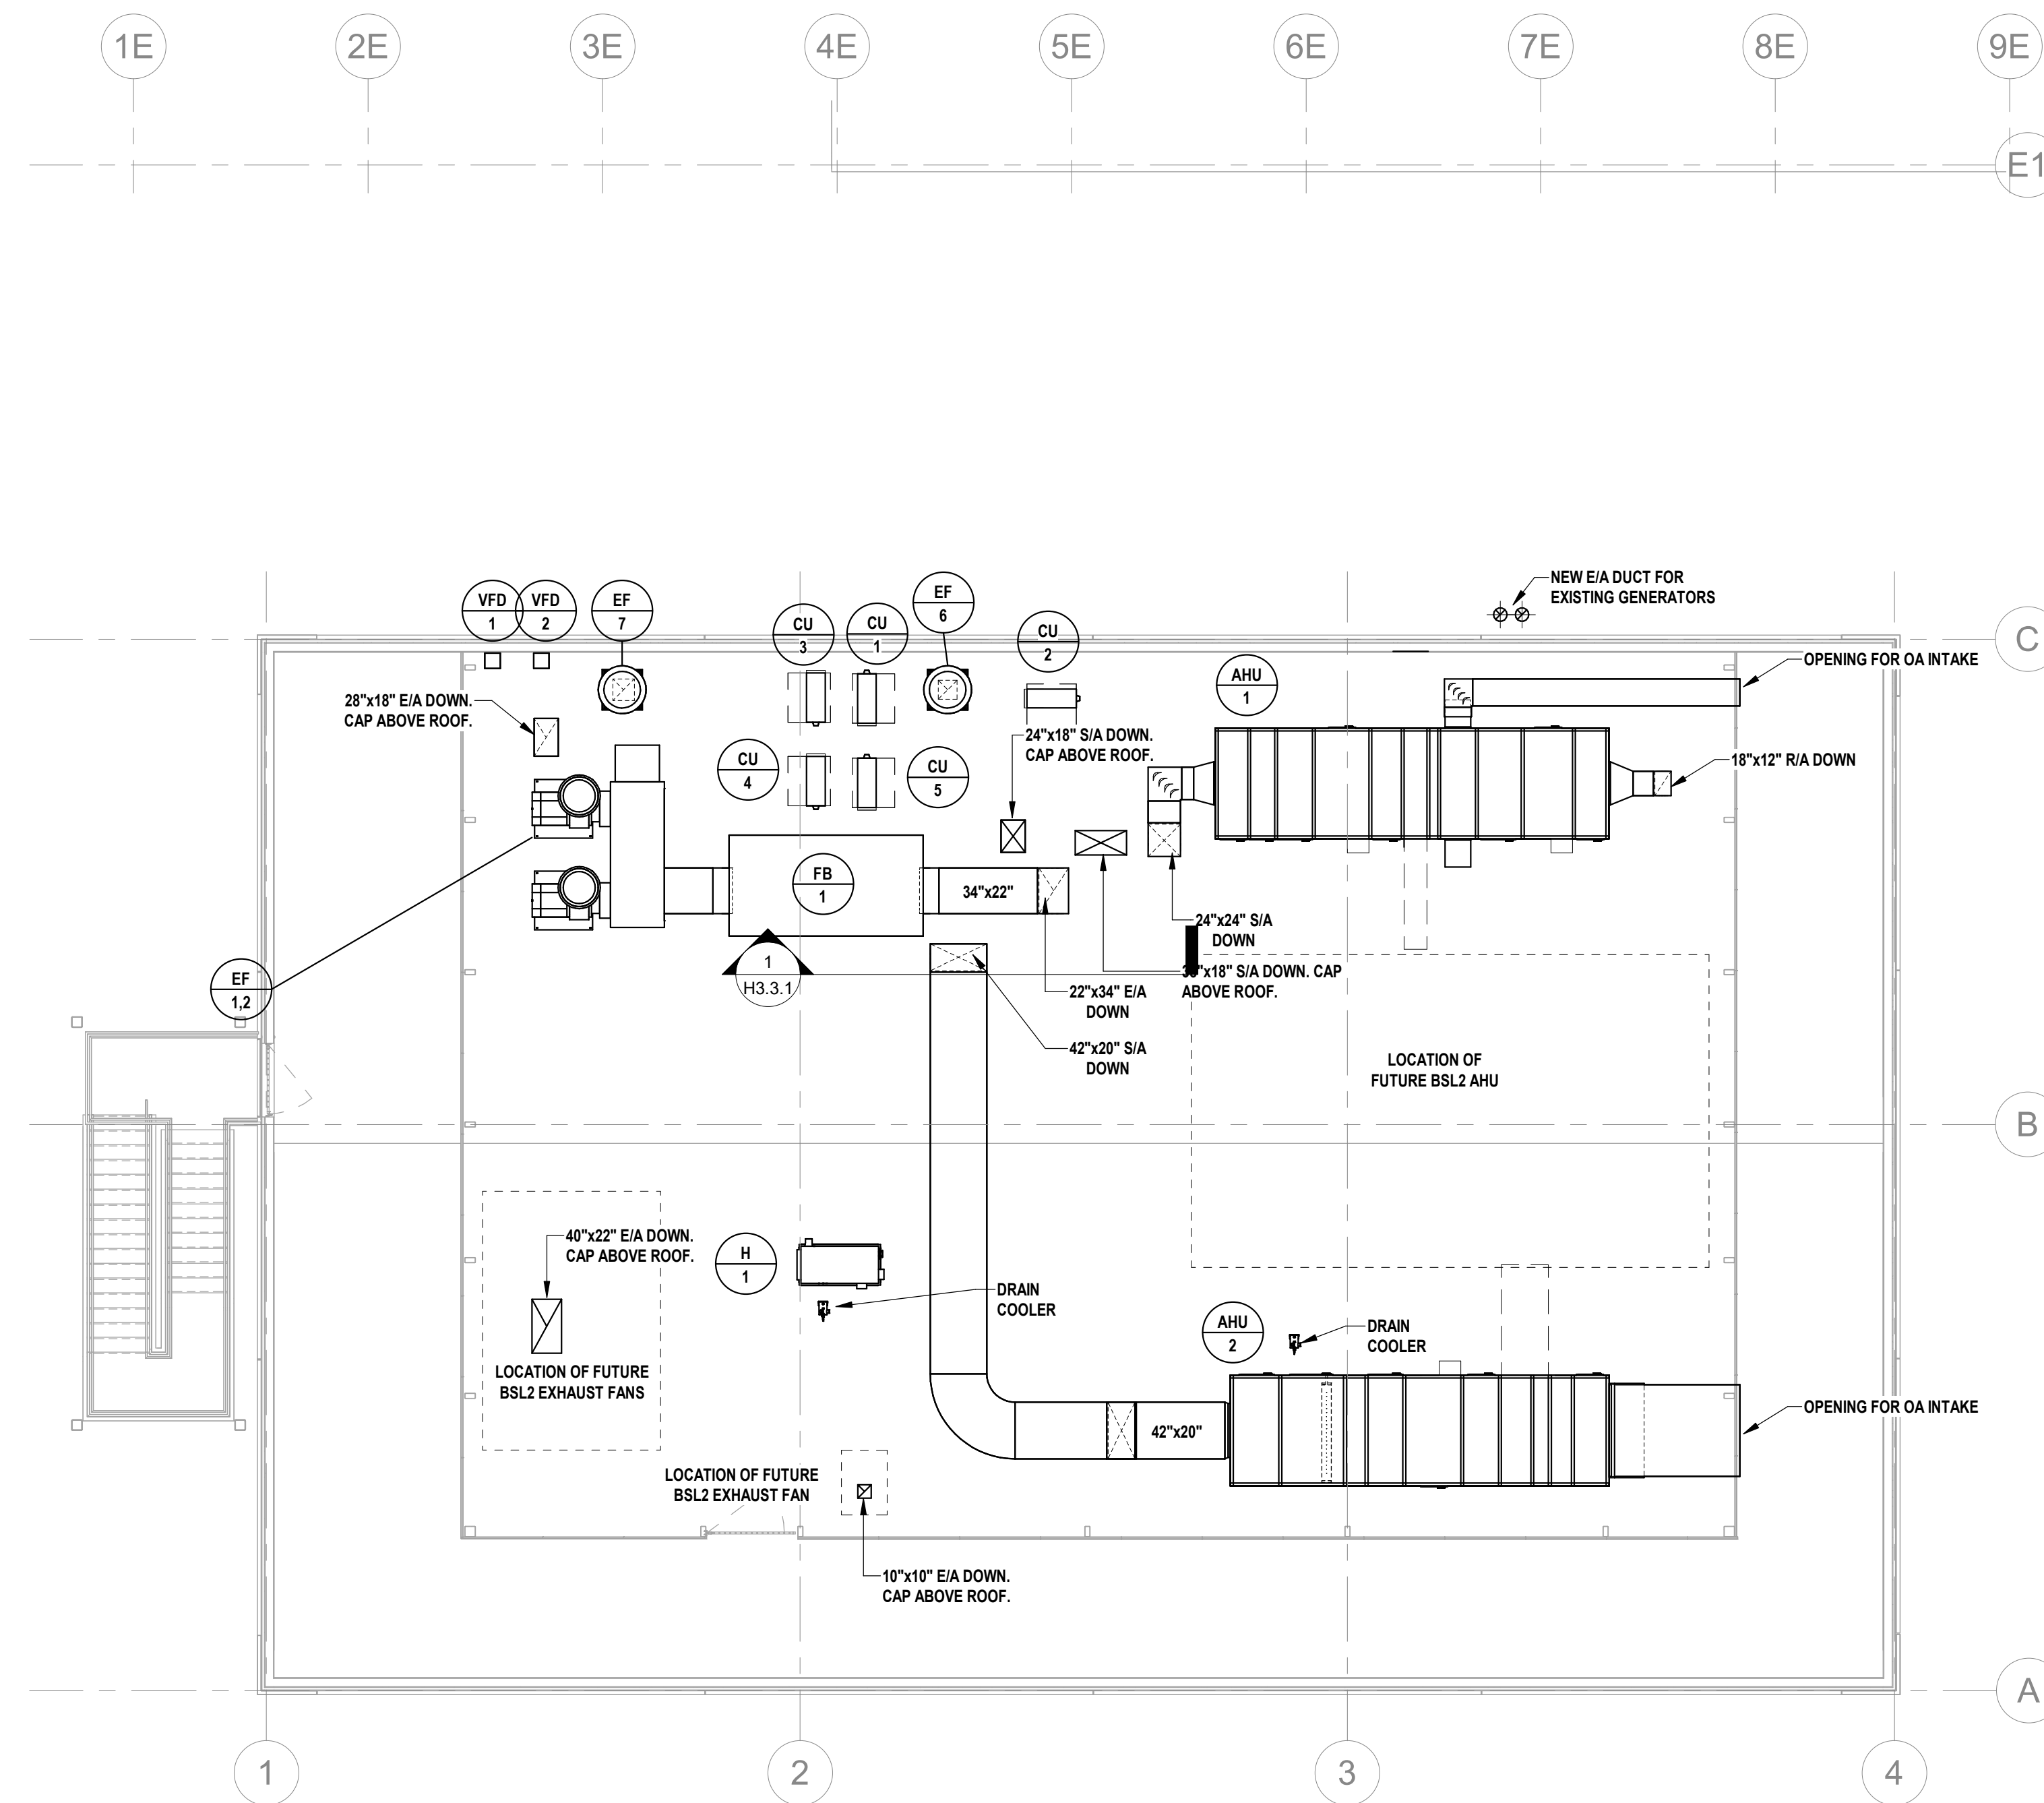 1E
2E
3E
4E
5E
6E
7E
8E
9E
E1
NEW E/A DUCT FOR
EXISTING GENERATORS
VFD
1
VFD
2
EF
7
CU
3
CU
1
EF
6
CU
2
C
OPENING FOR OA INTAKE
AHU
1
28"x18" E/A DOWN.
CAP ABOVE ROOF.
24"x18" S/A DOWN.
CAP ABOVE ROOF.
CU
4
CU
5
18"x12" R/A DOWN
FB
1
34"x22"
24"x24" S/A
DOWN
1
H3.3.1
"x18" S/A DOWN. CAP
ABOVE ROOF.
EF
1,2
22"x34" E/A
DOWN
42"x20" S/A
DOWN
LOCATION OF
FUTURE BSL2 AHU
B
40"x22" E/A DOWN.
CAP ABOVE ROOF.
H
1
DRAIN
COOLER
AHU
2
DRAIN
COOLER
LOCATION OF FUTURE
BSL2 EXHAUST FANS
OPENING FOR OA INTAKE
42"x20"
LOCATION OF FUTURE
BSL2 EXHAUST FAN
10"x10" E/A DOWN.
CAP ABOVE ROOF.
A
1
2
3
4